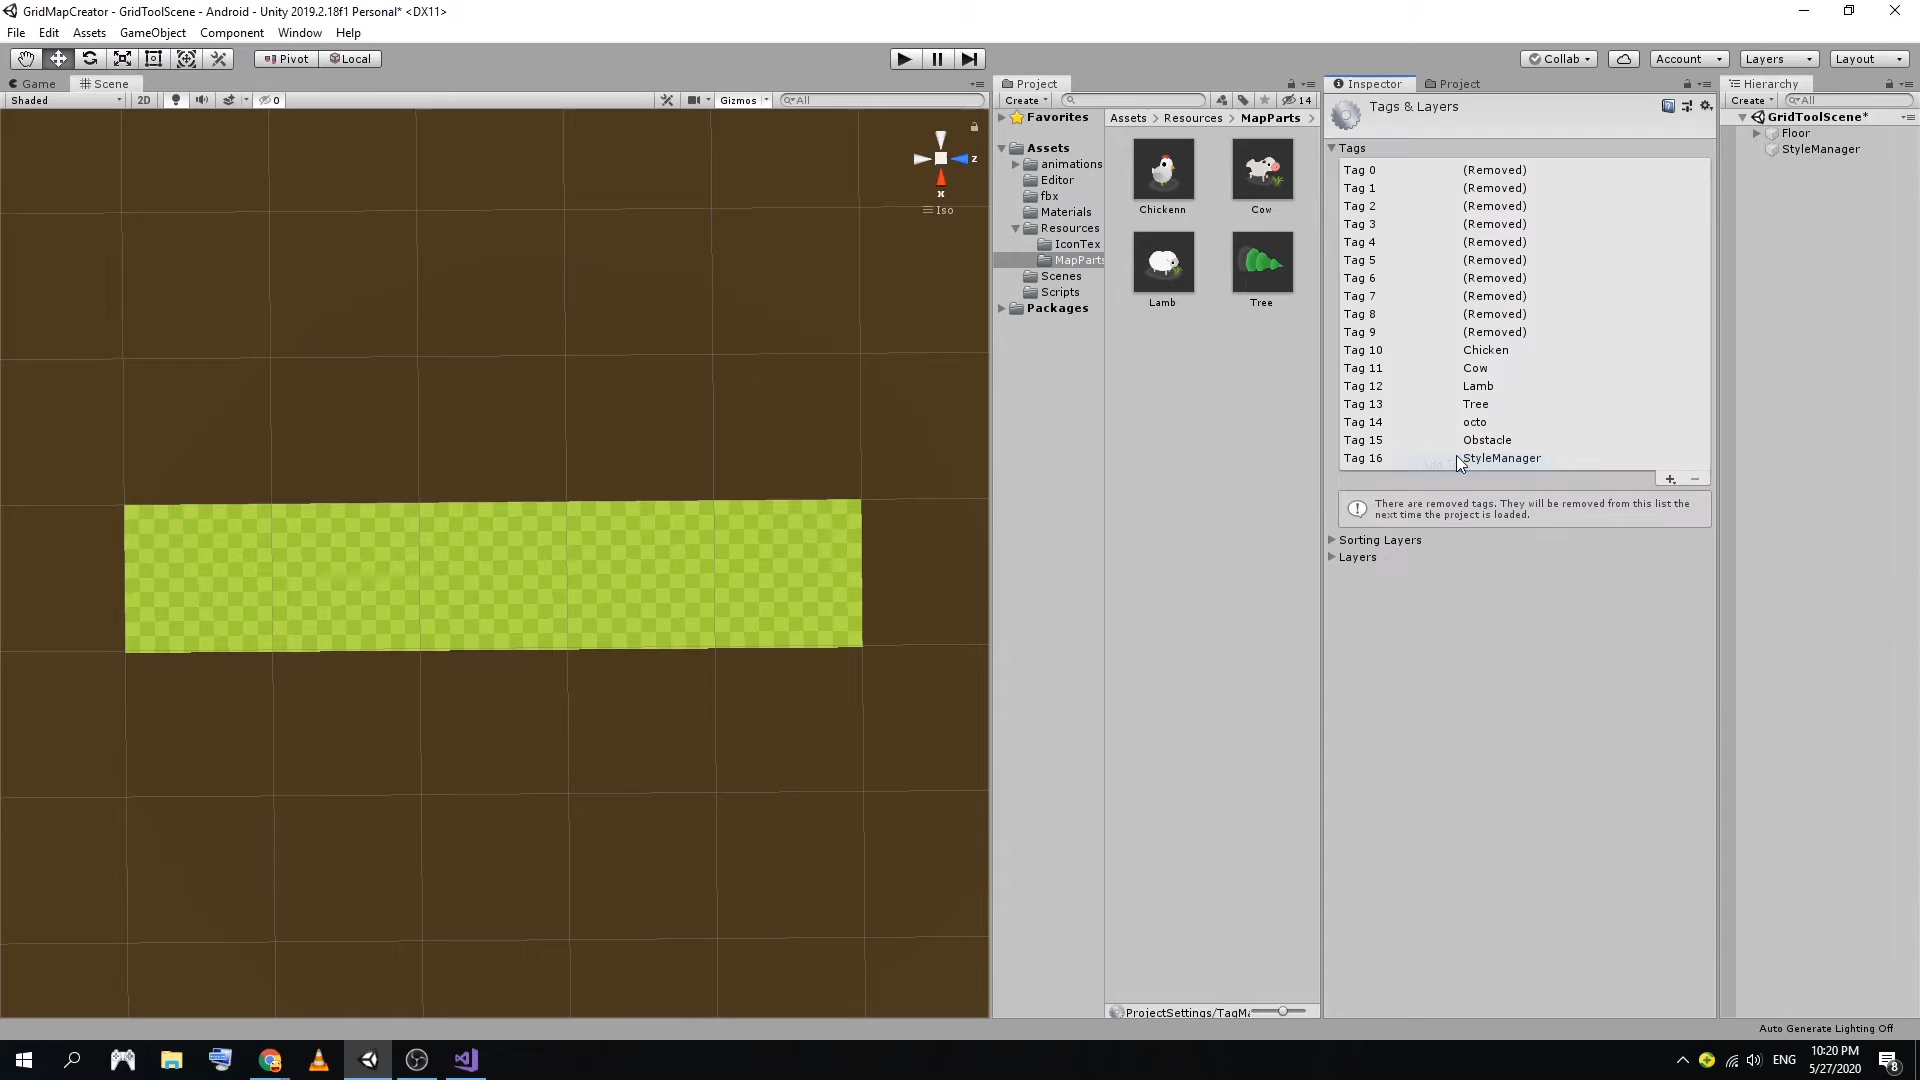 GridMapCreator - GridToolScene - Android - Unity 2019.2.18f1 Personal* <DX11>
File Edit Assets GameObject Component Window Help
Pivot Local Collab Account Layers Layout
Game Scene
Shaded 2D 0 Gizmos All
Iso
z
x
Project
Create 14
Favorites
Assets
animations
Editor
fbx
Materials
Resources
IconTex
MapParts
Scenes
Scripts
Packages
Assets > Resources > MapParts >
Chickenn Cow
Lamb Tree
ProjectSettings/TagMa
Inspector Project
Tags & Layers
Tags
Tag 0 (Removed)
Tag 1 (Removed)
Tag 2 (Removed)
Tag 3 (Removed)
Tag 4 (Removed)
Tag 5 (Removed)
Tag 6 (Removed)
Tag 7 (Removed)
Tag 8 (Removed)
Tag 9 (Removed)
Tag 10 Chicken
Tag 11 Cow
Tag 12 Lamb
Tag 13 Tree
Tag 14 octo
Tag 15 Obstacle
Tag 16 StyleManager
There are removed tags. They will be removed from this list the
next time the project is loaded.
Sorting Layers
Layers
Hierarchy
Create All
GridToolScene*
Floor
StyleManager
Auto Generate Lighting Off
ENG
10:20 PM
5/27/2020
8